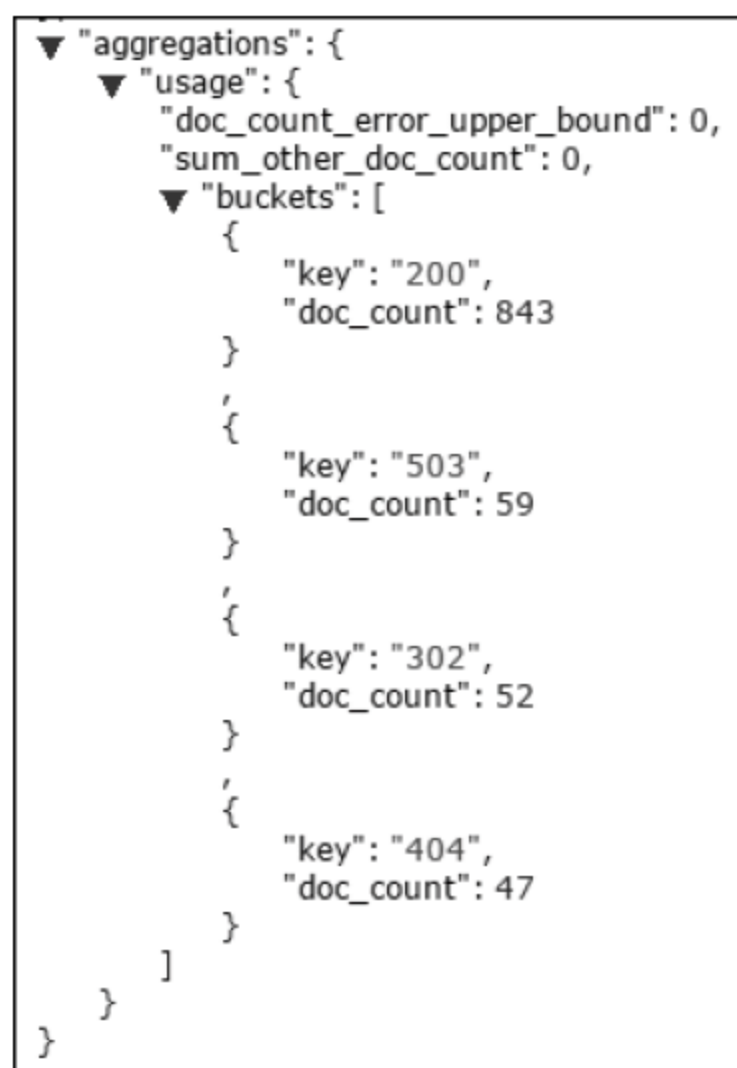 ▼ "aggregations": {
▼ "usage": {
"doc_count_error_upper_bound": 0,
"sum_other_doc_count": 0,
▼ "buckets": [
{
"key": "200",
"doc_count": 843
}
,
{
"key": "503",
"doc_count": 59
}
,
{
"key": "302",
"doc_count": 52
}
,
{
"key": "404",
"doc_count": 47
}
]
}
}